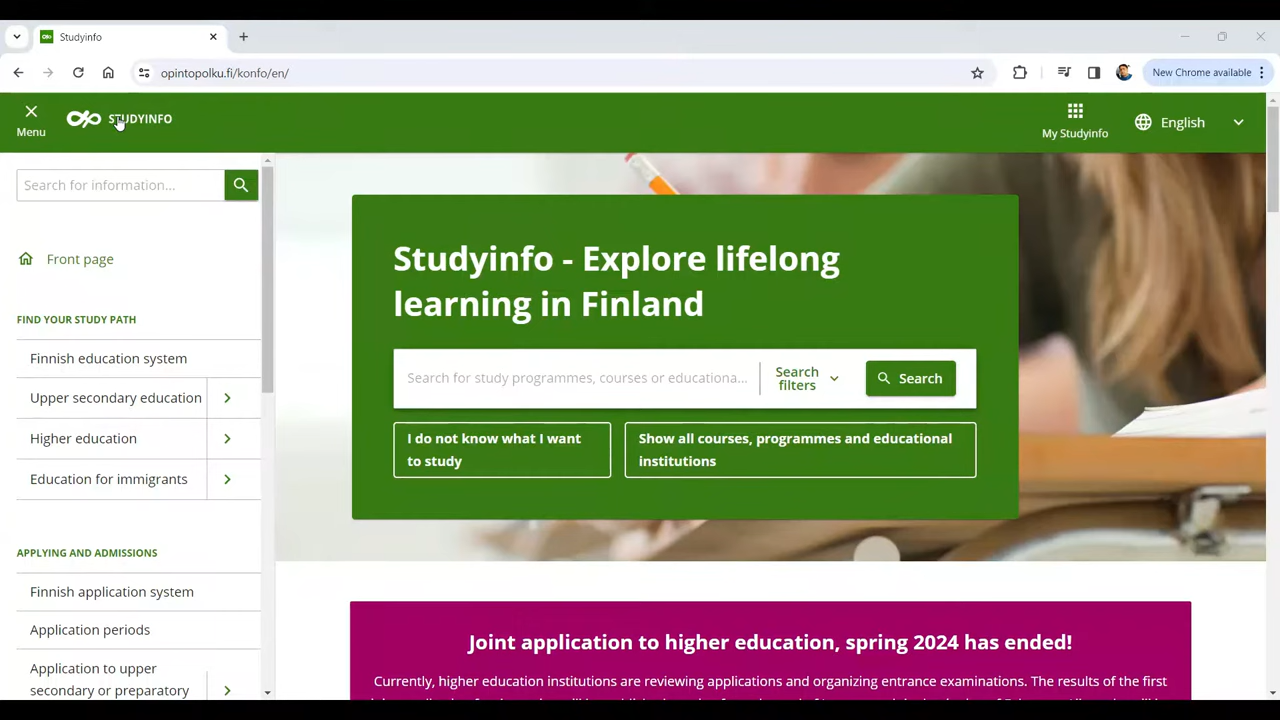 Studyinfo
opintopolku.fi/konfo/en/
New Chrome available
Menu
STUDYINFO
My Studyinfo
English
Search for information...
Front page
FIND YOUR STUDY PATH
Finnish education system
Upper secondary education
Higher education
Education for immigrants
APPLYING AND ADMISSIONS
Finnish application system
Application periods
Application to upper
secondary or preparatory
Studyinfo - Explore lifelong
learning in Finland
Search for study programmes, courses or educationa...
Search
filters
Search
I do not know what I want
to study
Show all courses, programmes and educational
institutions
Joint application to higher education, spring 2024 has ended!
Currently, higher education institutions are reviewing applications and organizing entrance examinations. The results of the first